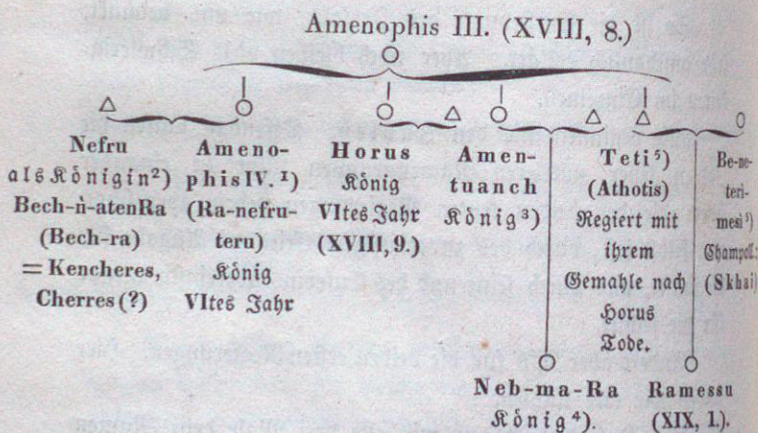 Amenophis III. (XVIII, 8.)
Nefru
als Königin²)
Bech-ǹ-atenRa
(Bech-ra)
= Kencheres,
Cherres (?)
Ameno-
phis IV. ¹)
(Ra-nefru-
teru)
König
VItes Jahr
Horus
König
VItes Jahr
(XVIII, 9.)
Amen-
tuanch
König³)
Teti⁵)
(Athotis)
Regiert mit
ihrem
Gemahle nach
Horus
Tode.
Be-ne-
teri-
mesi⁵)
Champoll:
(Skhai)
Neb-ma-Ra
König⁴).
Ramessu
(XIX, 1.).